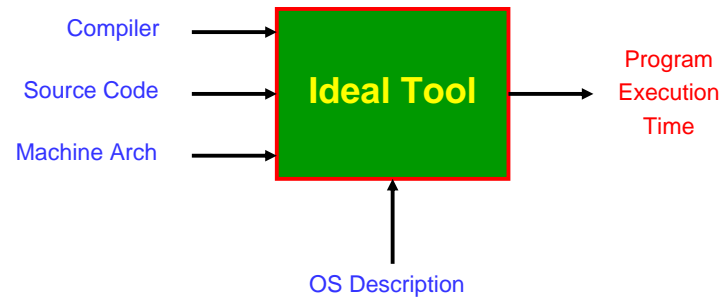 Compiler
Source Code
Machine Arch
Ideal Tool
Program
Execution
Time
OS Description